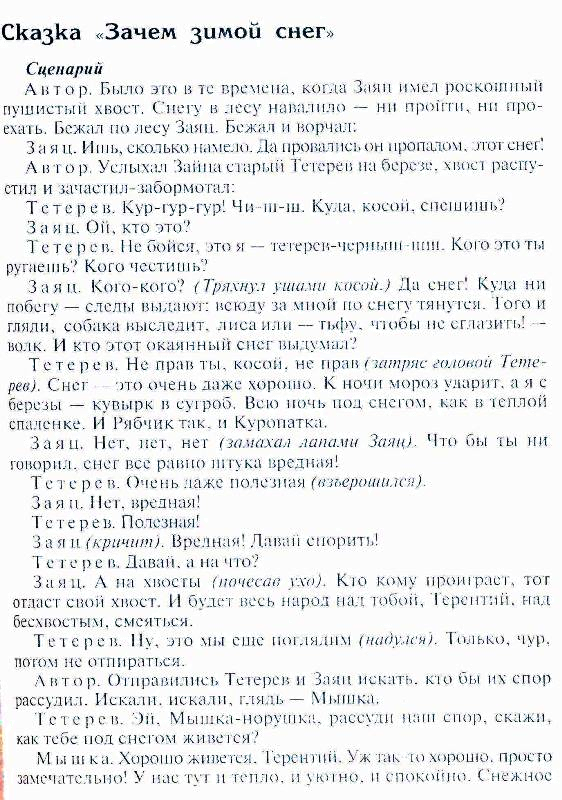 Сказка «Зачем зимой снег»
Сценарий
Автор. Было это в те времена, когда Заяц имел роскошный
пушистый хвост. Снегу в лесу навалило — ни пройти, ни про-
ехать. Бежал по лесу Заяц. Бежал и ворчал:
Заяц. Ишь, сколько намело. Да провались он пропадом, этот снег!
Автор. Услыхал Зайца старый Тетерев на березе, хвост распу-
стил и зачастил-забормотал:
Тетерев. Кур-гур-гур! Чи-ш-ш. Куда, косой, спешишь?
Заяц. Ой, кто это?
Тетерев. Не бойся, это я — тетерев-черныш-шш. Кого это ты
ругаешь? Кого честишь?
Заяц. Кого-кого? (Тряхнул ушами косой.) Да снег! Куда ни
побегу — следы выдают: всюду за мной по снегу тянутся. Того и
гляди, собака выследит, лиса или — тьфу, чтобы не сглазить! —
волк. И кто этот окаянный снег выдумал?
Тетерев. Не прав ты, косой, не прав (затряс головой Тете-
рев). Снег — это очень даже хорошо. К ночи мороз ударит, а я с
березы — кувырк в сугроб. Всю ночь под снегом, как в теплой
спаленке. И Рябчик так, и Куропатка.
Заяц. Нет, нет, нет (замахал лапами Заяц). Что бы ты ни
говорил, снег все равно штука вредная!
Тетерев. Очень даже полезная (взъерошился).
Заяц. Нет, вредная!
Тетерев. Полезная!
Заяц (кричит). Вредная! Давай спорить!
Тетерев. Давай, а на что?
Заяц. А на хвосты (почесав ухо). Кто кому проиграет, тот
отдаст свой хвост. И будет весь народ над тобой, Терентий, над
бесхвостым, смеяться.
Тетерев. Ну, это мы еще поглядим (надулся). Только, чур,
потом не отпираться.
Автор. Отправились Тетерев и Заяц искать, кто бы их спор
рассудил. Искали, искали, глядь — Мышка.
Тетерев. Эй, Мышка-норушка, рассуди наш спор, скажи,
как тебе под снегом живется?
Мышка. Хорошо живется, Терентий. Уж так-то хорошо, просто
замечательно! У нас тут и тепло, и уютно, и спокойно. Снежное